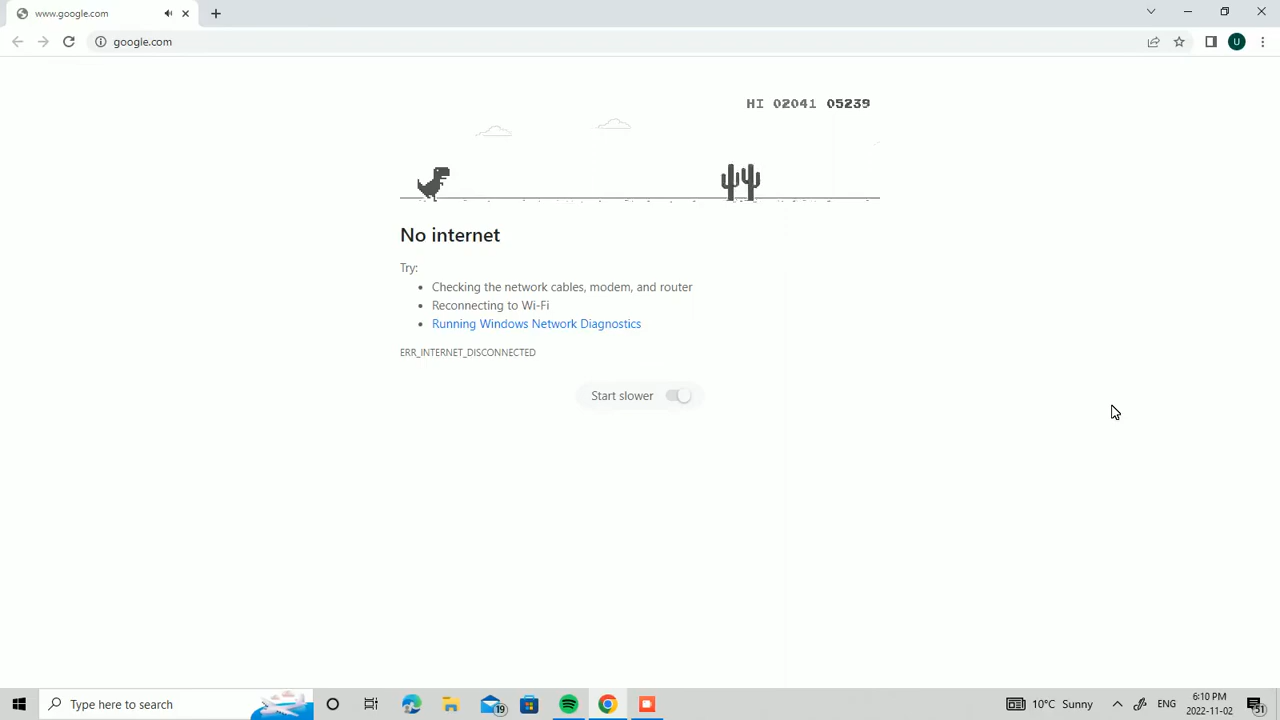 www.google.com
google.com
U
HI 02041 05239
No internet
Try:
Checking the network cables, modem, and router
Reconnecting to Wi-Fi
Running Windows Network Diagnostics
ERR_INTERNET_DISCONNECTED
Start slower
Type here to search
19
10°C Sunny
ENG
6:10 PM
2022-11-02
51